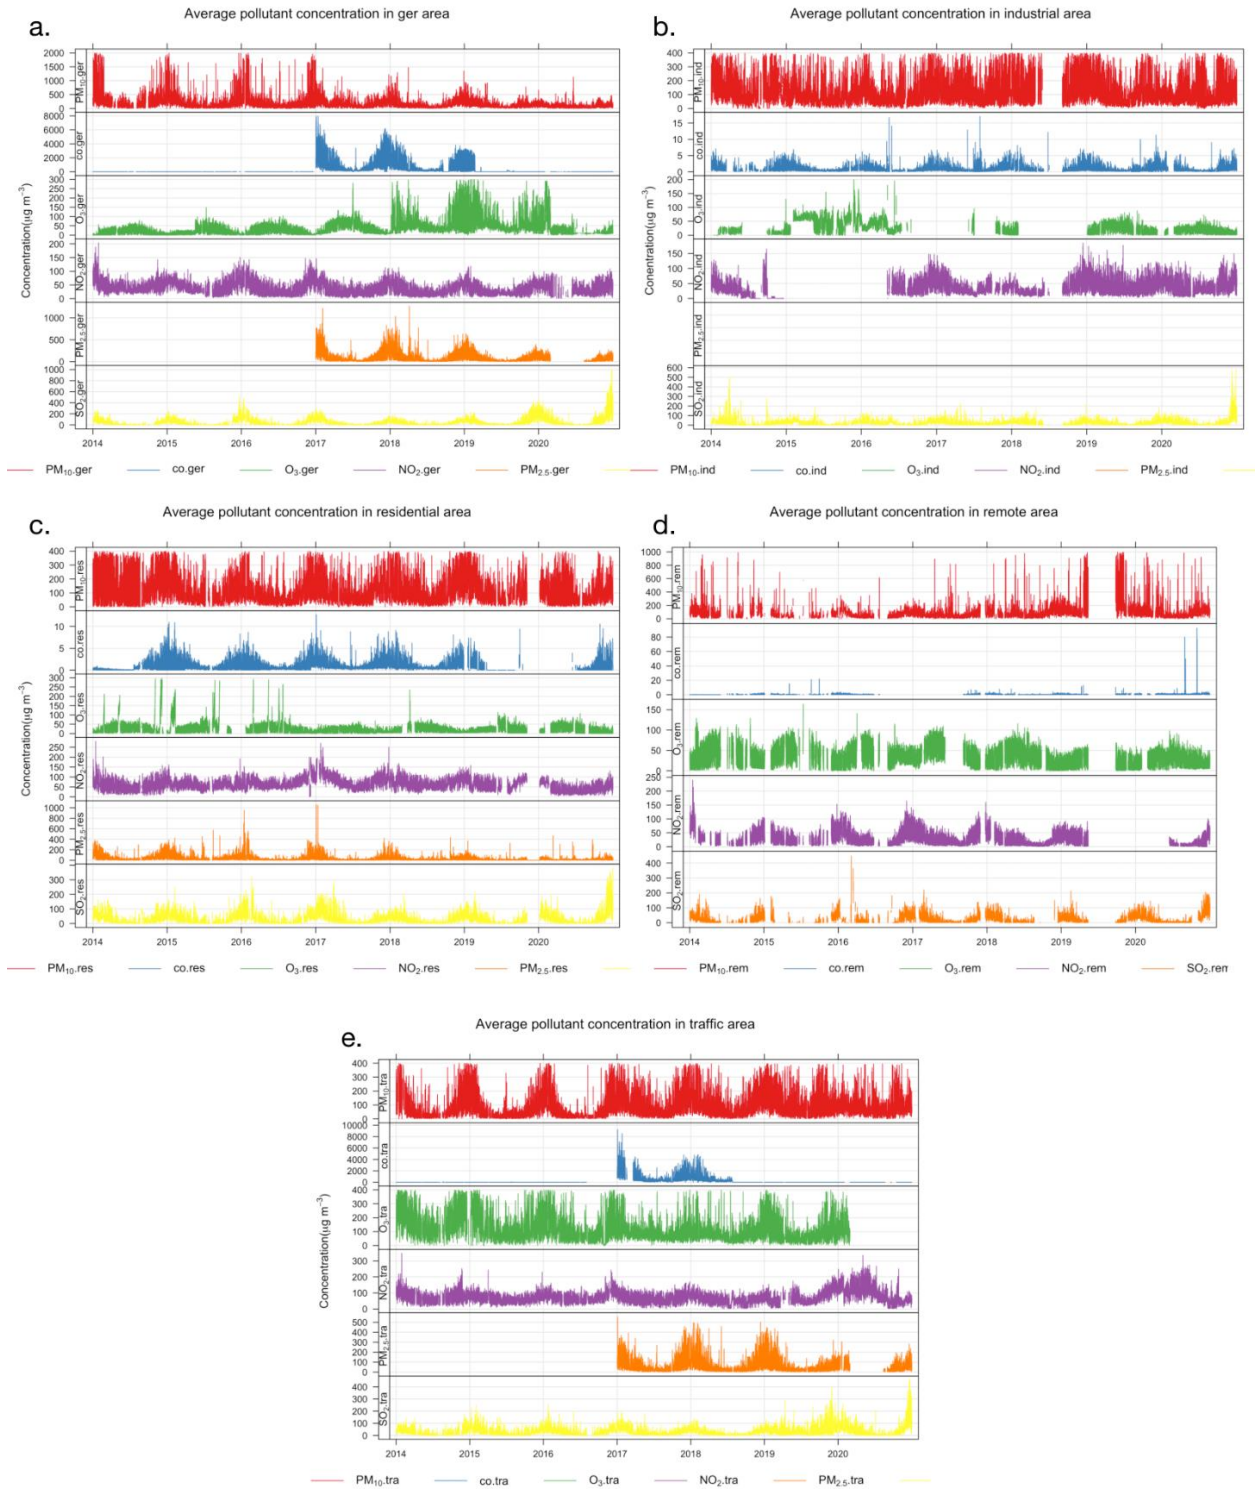 Average pollutant concentration in ger area
a.
PM10.ger
2000
1500
1000
500
0
co.ger
8000
6000
4000
2000
0
O3.ger
300
250
200
150
100
50
0
NO2.ger
200
150
100
50
0
PM2.5.ger
1000
500
0
SO2.ger
1000
800
600
400
200
0
Concentration(μg m−3)
2014 2015 2016 2017 2018 2019 2020
PM10.ger co.ger O3.ger NO2.ger PM2.5.ger
Average pollutant concentration in industrial area
b.
PM10.ind
400
300
200
100
0
co.ind
15
10
5
0
O3.ind
200
150
100
50
0
NO2.ind
150
100
50
0
PM2.5.ind
SO2.ind
600
500
400
300
200
100
0
Conentration(μg m−3)
2014 2015 2016 2017 2018 2019 2020
PM10.ind co.ind O3.ind NO2.ind PM2.5.ind
Average pollutant concentration in residential area
c.
PM10.res
400
300
200
100
0
co.res
10
5
0
O3.res
300
250
200
150
100
50
0
NO2.res
250
200
150
100
50
0
PM2.5.res
1000
800
600
400
200
0
SO2.res
300
200
100
0
Concentration(μg m−3)
2014 2015 2016 2017 2018 2019 2020
PM10.res co.res O3.res NO2.res PM2.5.res
Average pollutant concentration in remote area
d.
PM10.rem
1000
800
600
400
200
0
co.rem
80
60
40
20
0
O3.rem
150
100
50
0
NO2.rem
250
200
150
100
50
0
SO2.rem
400
300
200
100
0
2014 2015 2016 2017 2018 2019 2020
PM10.rem co.rem O3.rem NO2.rem SO2.rem
Average pollutant concentration in traffic area
e.
PM10.tra
400
300
200
100
0
co.tra
10000
8000
6000
4000
2000
0
O3.tra
400
300
200
100
0
NO2.tra
300
200
100
0
PM2.5.tra
500
400
300
200
100
0
SO2.tra
400
300
200
100
0
Concentration(μg m−3)
2014 2015 2016 2017 2018 2019 2020
PM10.tra co.tra O3.tra NO2.tra PM2.5.tra